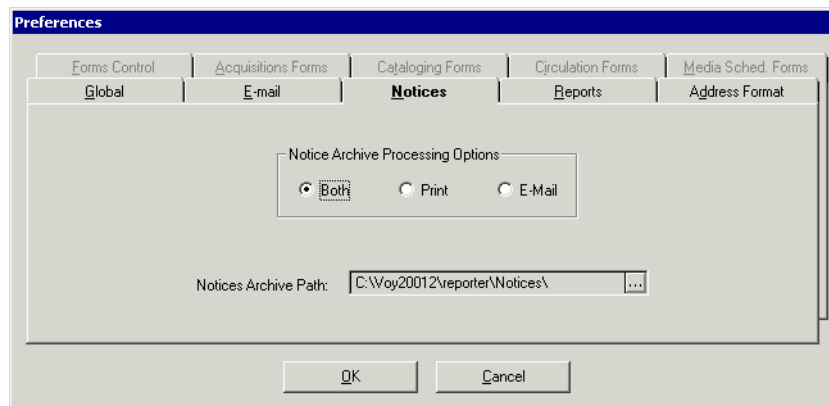 Preferences
Forms Control Acquisitions Forms Cataloging Forms Circulation Forms Media Sched. Forms
Global E-mail Notices Reports Address Format
Notice Archive Processing Options
Both Print E-Mail
Notices Archive Path: C:\Voy20012\reporter\Notices\ ...
OK Cancel